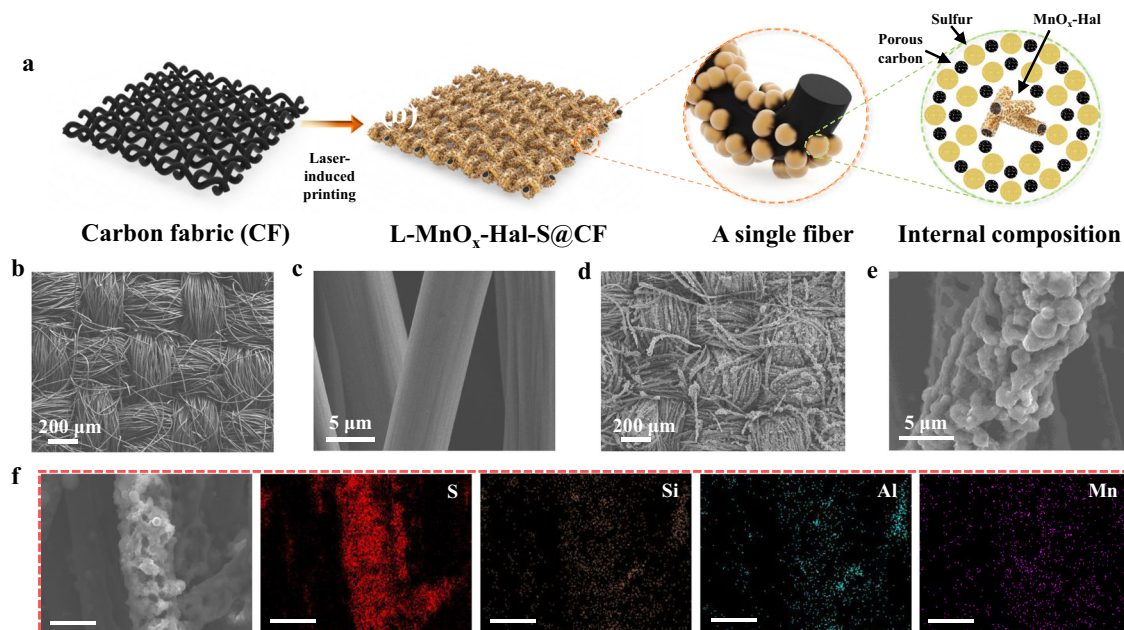 a
Sulfur
MnOx-Hal
Porous
carbon
Laser-
induced
printing
Carbon fabric (CF)
L-MnOx-Hal-S@CF
A single fiber
Internal composition
b
200 μm
c
5 μm
d
200 μm
e
5 μm
f
S
Si
Al
Mn